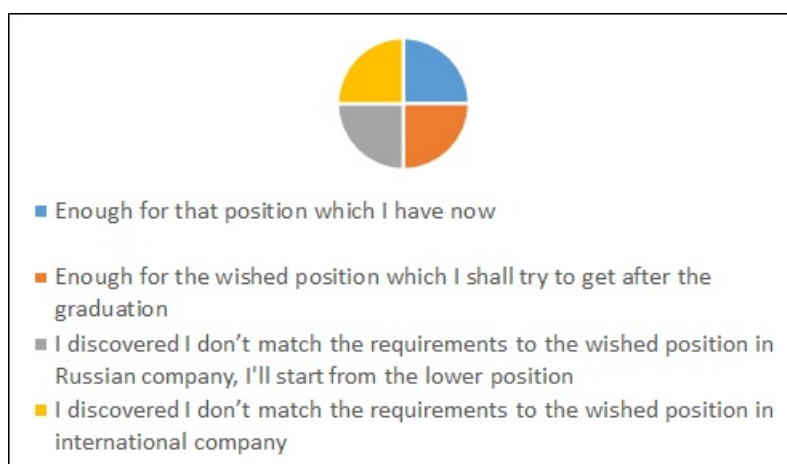 Enough for that position which I have now
Enough for the wished position which I shall try to get after the
graduation
I discovered I don’t match the requirements to the wished position in
Russian company, I'll start from the lower position
I discovered I don’t match the requirements to the wished position in
international company